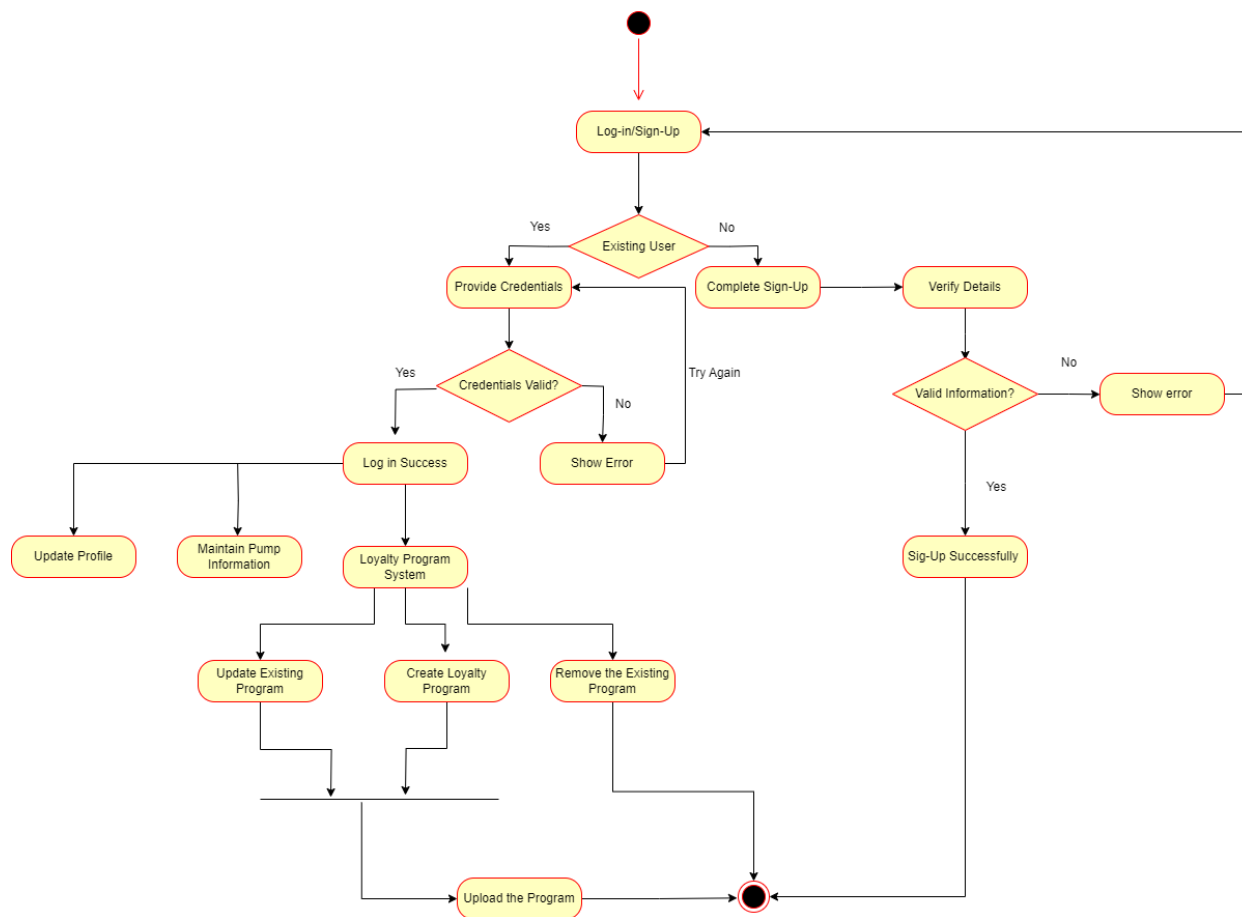 Log-in/Sign-Up
Yes
No
Existing User
Provide Credentials
Complete Sign-Up
Verify Details
Yes
Credentials Valid?
Try Again
No
No
Valid Information?
Show error
Log in Success
Show Error
Yes
Update Profile
Maintain Pump
Information
Loyalty Program
System
Sig-Up Successfully
Update Existing
Program
Create Loyalty
Program
Remove the Existing
Program
Upload the Program